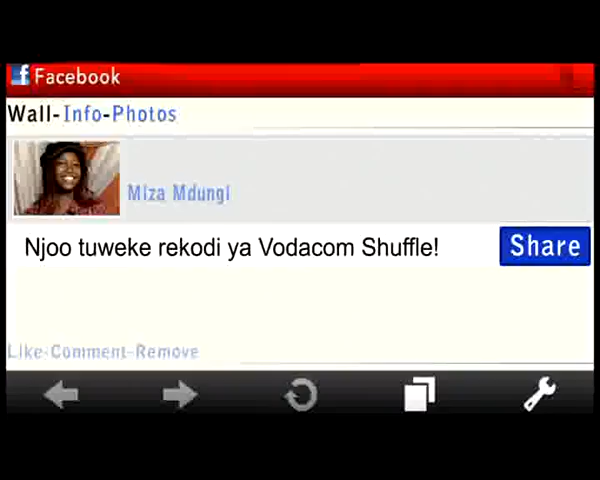 Facebook
Wall-Info-Photos
Miza Mdungi
Njoo tuweke rekodi ya Vodacom Shuffle!
Share
Like-Comment-Remove